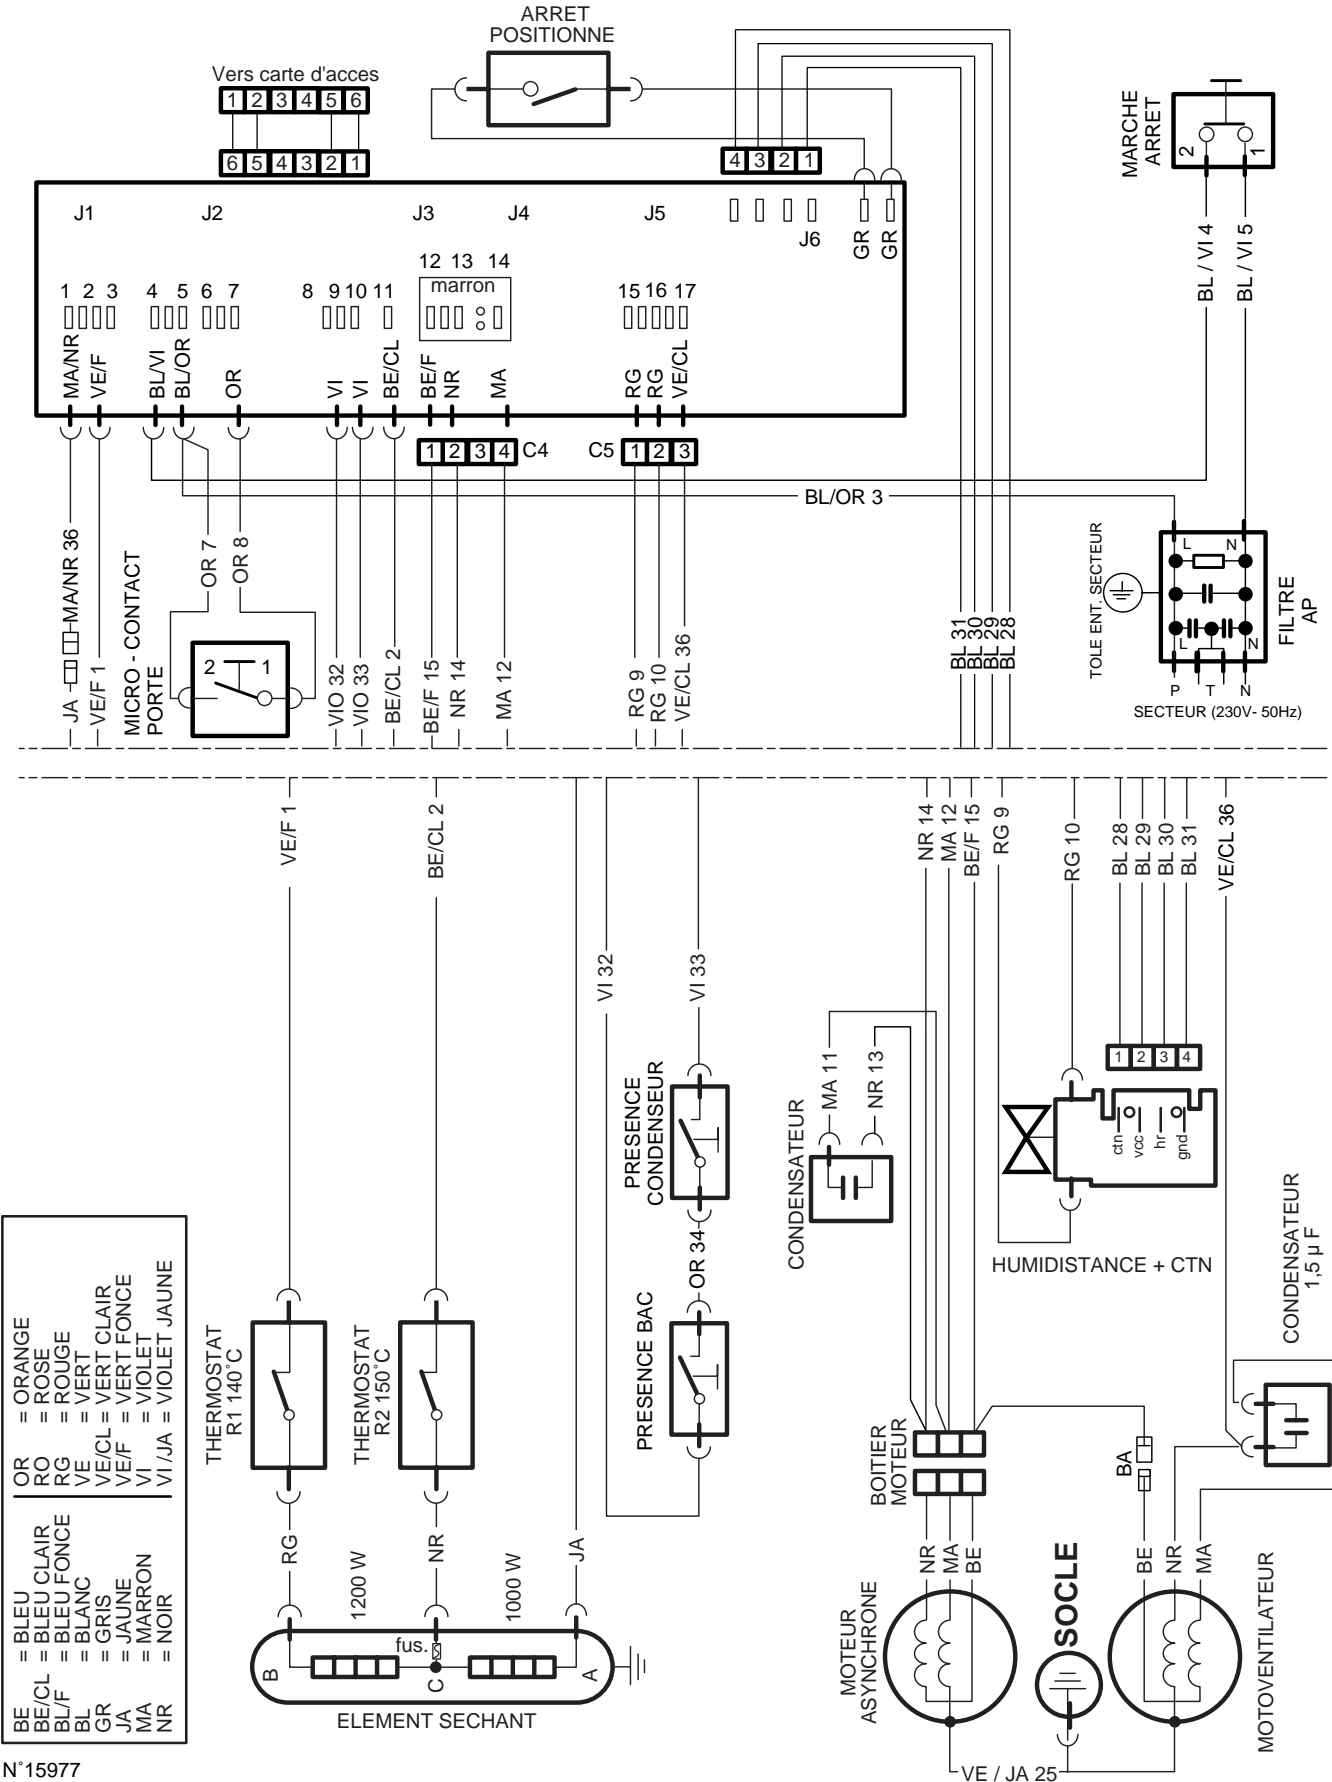 ARRET
POSITIONNE
Vers carte d'acces
1 2 3 4 5 6
6 5 4 3 2 1
4 3 2 1
MARCHE
ARRET
2 1
J1 J2 J3 J4 J5
J6
GR GR
BL / VI 4
BL / VI 5
12 13 14
marron
1 2 3 4 5 6 7 8 9 10 11
15 16 17
MA/NR
VE/F
BL/VI
BL/OR
OR
VI
VI
BE/CL
BE/F
NR
MA
RG
RG
VE/CL
1 2 3 4 C4
C5 1 2 3
BL/OR 3
JA
MA/NR 36
VE/F 1
MICRO - CONTACT
PORTE
OR 7
OR 8
2 1
VIO 32
VIO 33
BE/CL 2
BE/F 15
NR 14
MA 12
RG 9
RG 10
VE/CL 36
BL 31
BL 30
BL 29
BL 28
TOLE ENT. SECTEUR
L N
L N
FILTRE
AP
P T N
SECTEUR (230V- 50Hz)
VE/F 1
BE/CL 2
VI 32
VI 33
NR 14
MA 12
BE/F 15
RG 9
RG 10
BL 28
BL 29
BL 30
BL 31
VE/CL 36
PRESENCE
CONDENSEUR
OR 34
PRESENCE BAC
CONDENSATEUR
MA 11
NR 13
1 2 3 4
ctn
vcc
hr
gnd
HUMIDISTANCE + CTN
CONDENSATEUR
1,5 µ F
THERMOSTAT
R1 140°C
THERMOSTAT
R2 150°C
BOITIER
MOTEUR
BA
RG
1200 W
NR
1000 W
JA
NR
MA
BE
SOCLE
BE
NR
MA
fus.
B
C
A
ELEMENT SECHANT
MOTEUR
ASYNCHRONE
MOTOVENTILATEUR
VE / JA 25
OR = ORANGE
RO = ROSE
RG = ROUGE
VE = VERT
VE/CL = VERT CLAIR
VE/F = VERT FONCE
VI = VIOLET
VI /JA = VIOLET JAUNE
BE = BLEU
BE/CL = BLEU CLAIR
BL/F = BLEU FONCE
BL = BLANC
GR = GRIS
JA = JAUNE
MA = MARRON
NR = NOIR
N°15977